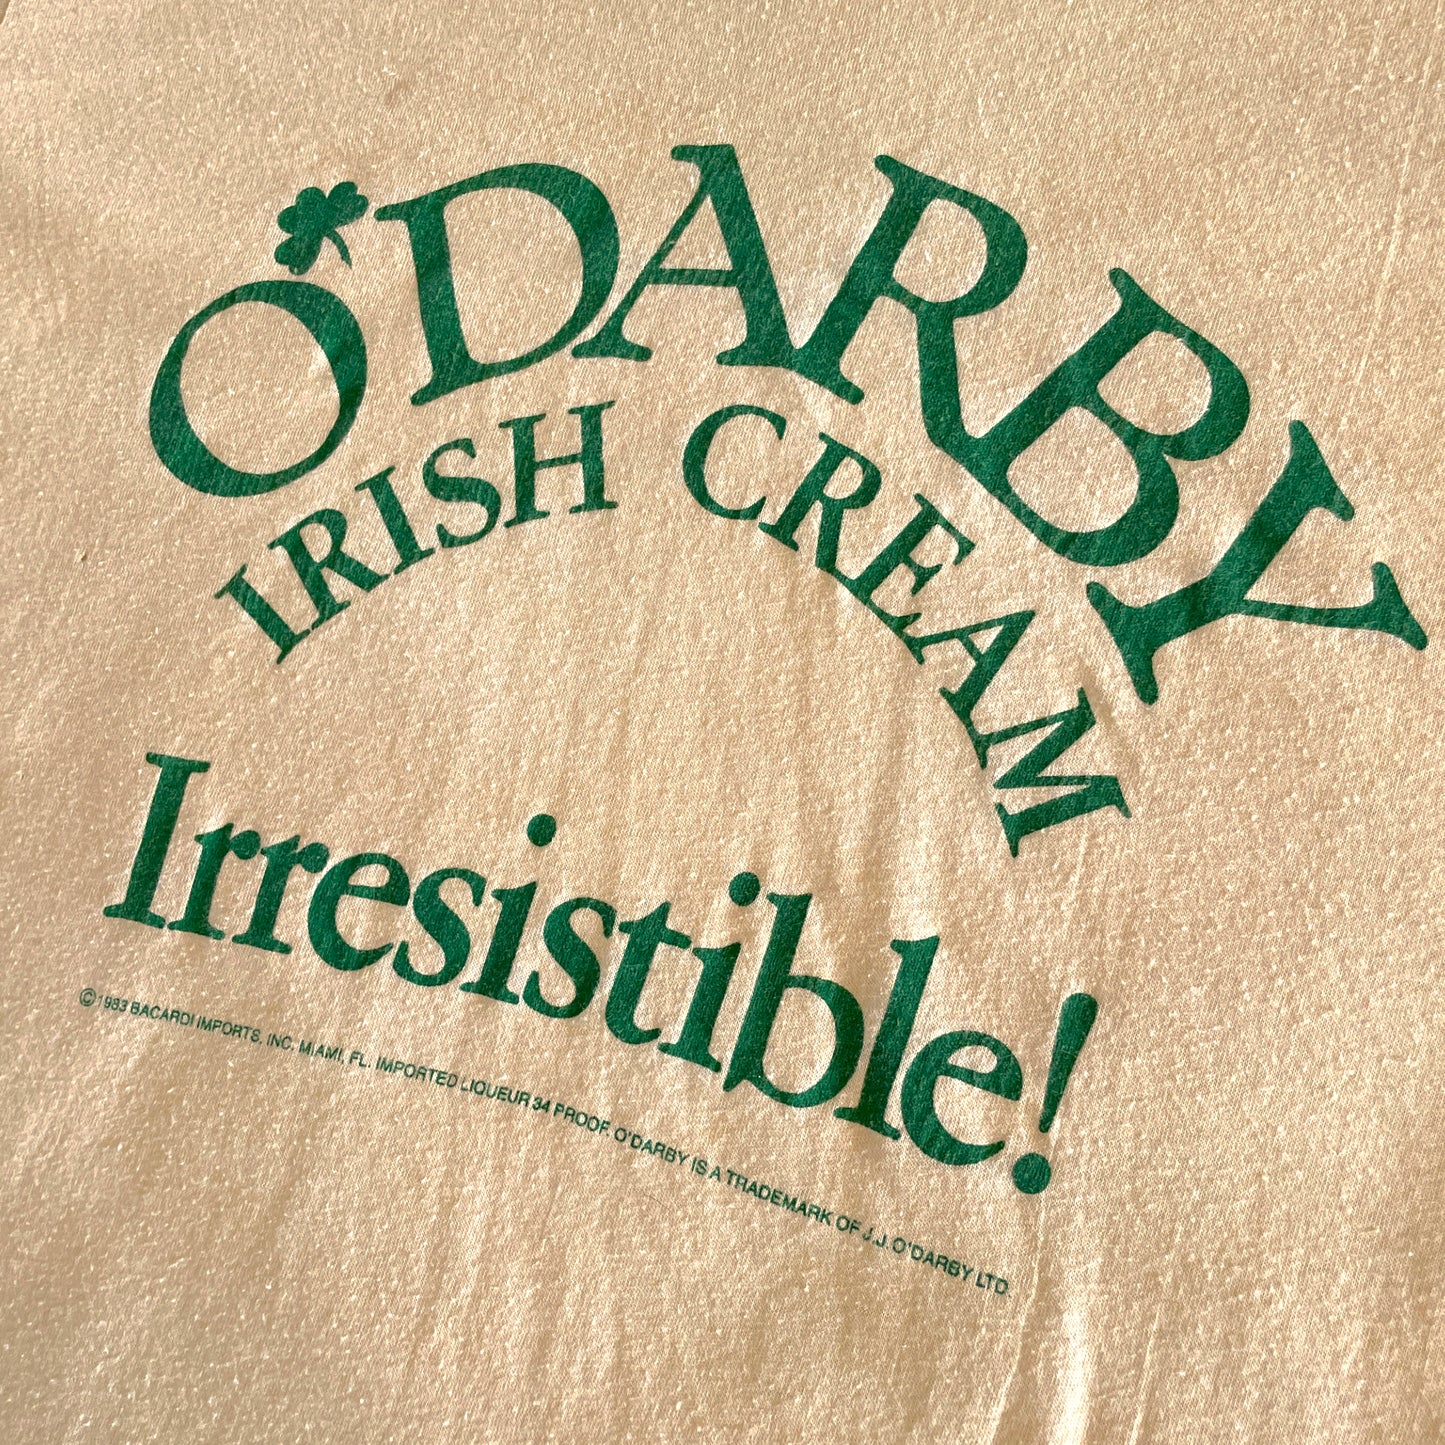 O'DARBY
IRISH CREAM
Irresistible!
©1983 BACARDI IMPORTS, INC. MIAMI, FL. IMPORTED LIQUEUR 34 PROOF. O'DARBY IS A TRADEMARK OF J.J. O'DARBY LTD.